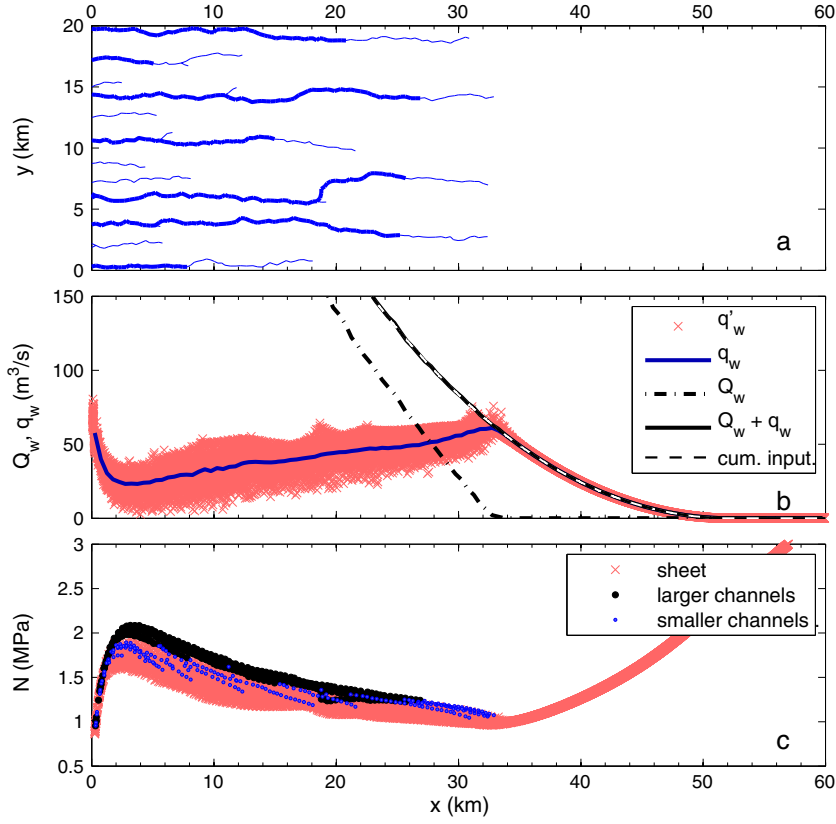 0 10 20 30 40 50 60
20
15
10
5
0
y (km)
a
150
100
50
0
Q_w, q_w (m³/s)
q'_w
q_w
Q_w
Q_w + q_w
cum. input.
b
3
2.5
2
1.5
1
0.5
N (MPa)
sheet
larger channels
smaller channels
c
0 10 20 30 40 50 60
x (km)